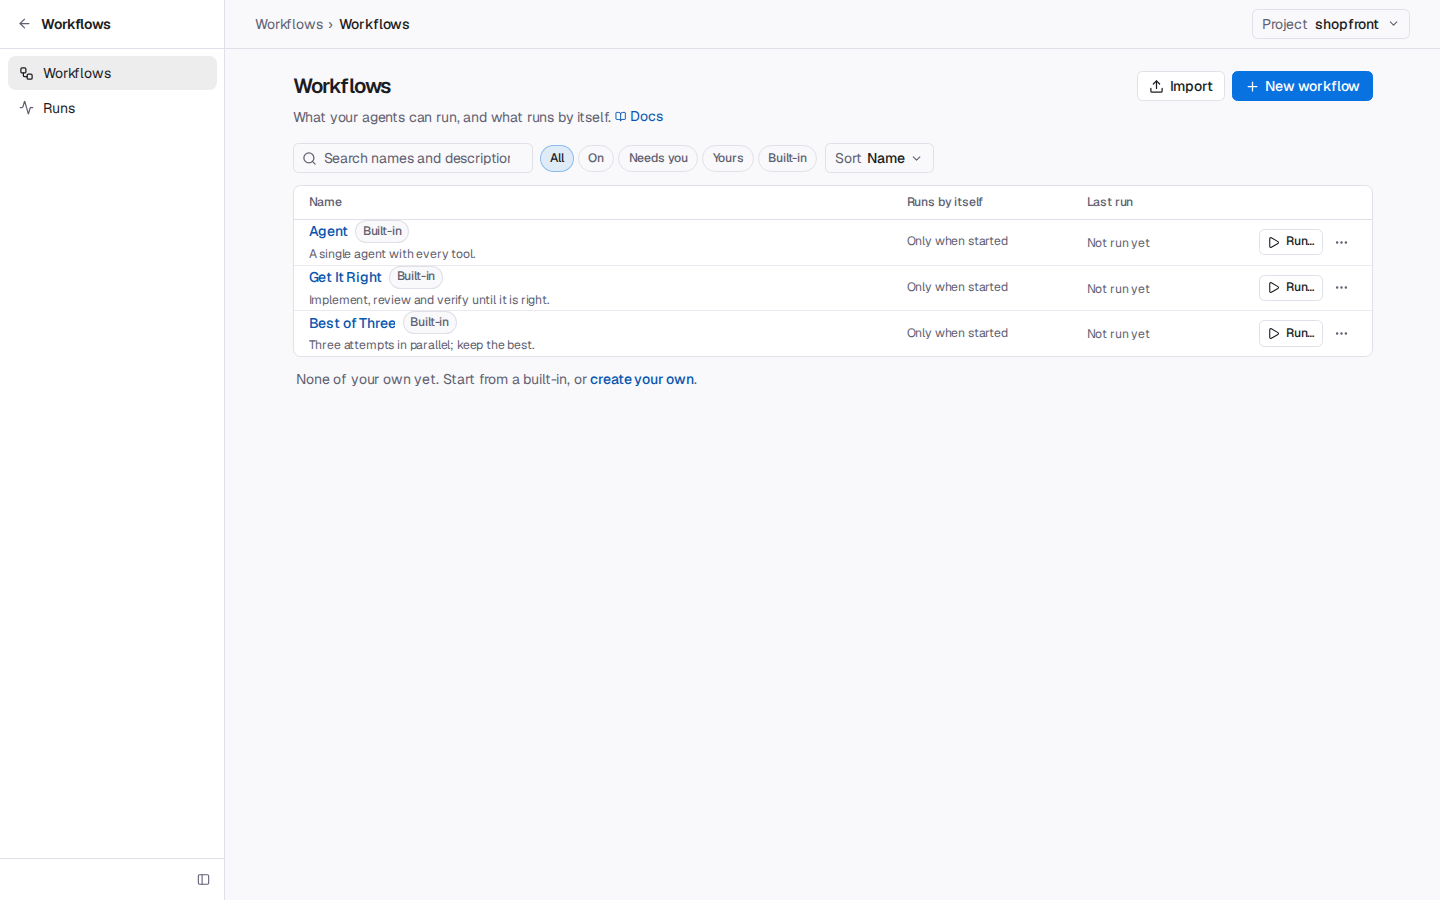 Workflows
Workflows › Workflows
Project shopfront
Workflows
Runs
Workflows
Import
New workflow
What your agents can run, and what runs by itself. Docs
Search names and description
All
On
Needs you
Yours
Built-in
Sort Name
Name
Runs by itself
Last run
Agent Built-in
A single agent with every tool.
Only when started
Not run yet
Run...
Get It Right Built-in
Implement, review and verify until it is right.
Only when started
Not run yet
Run...
Best of Three Built-in
Three attempts in parallel; keep the best.
Only when started
Not run yet
Run...
None of your own yet. Start from a built-in, or create your own.